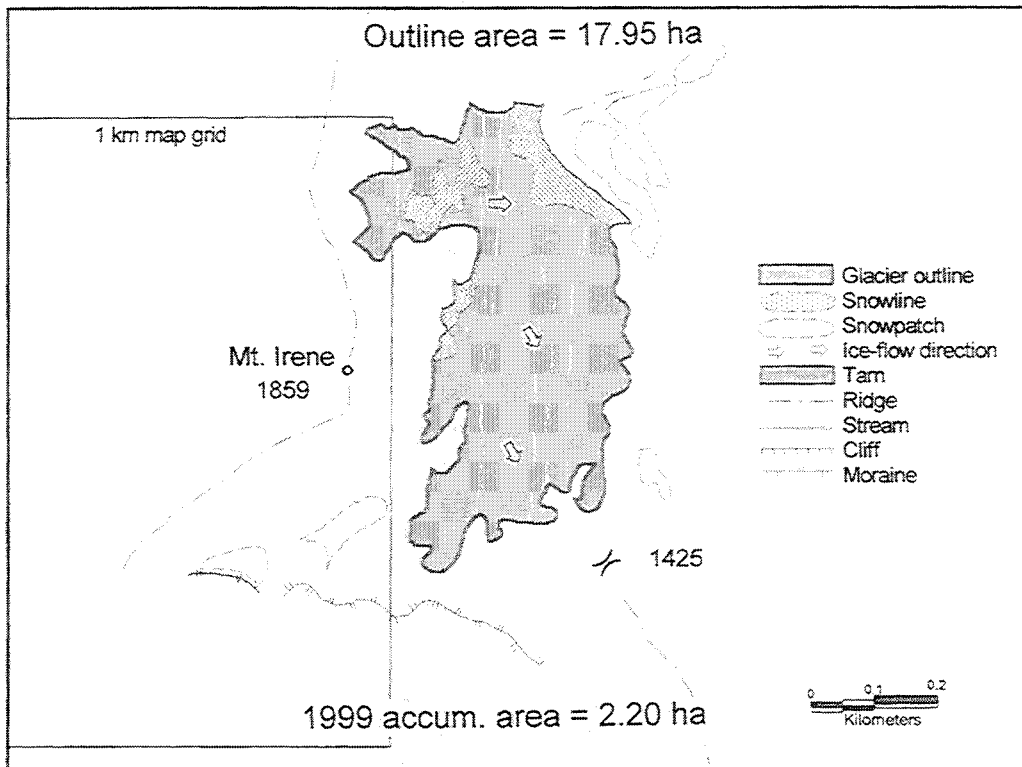 Outline area = 17.95 ha
1 km map grid
Glacier outline
Snowline
Snowpatch
Ice-flow direction
Tarn
Ridge
Stream
Cliff
Moraine
Mt. Irene
1859
1425
0 0.1 0.2
Kilometers
1999 accum. area = 2.20 ha